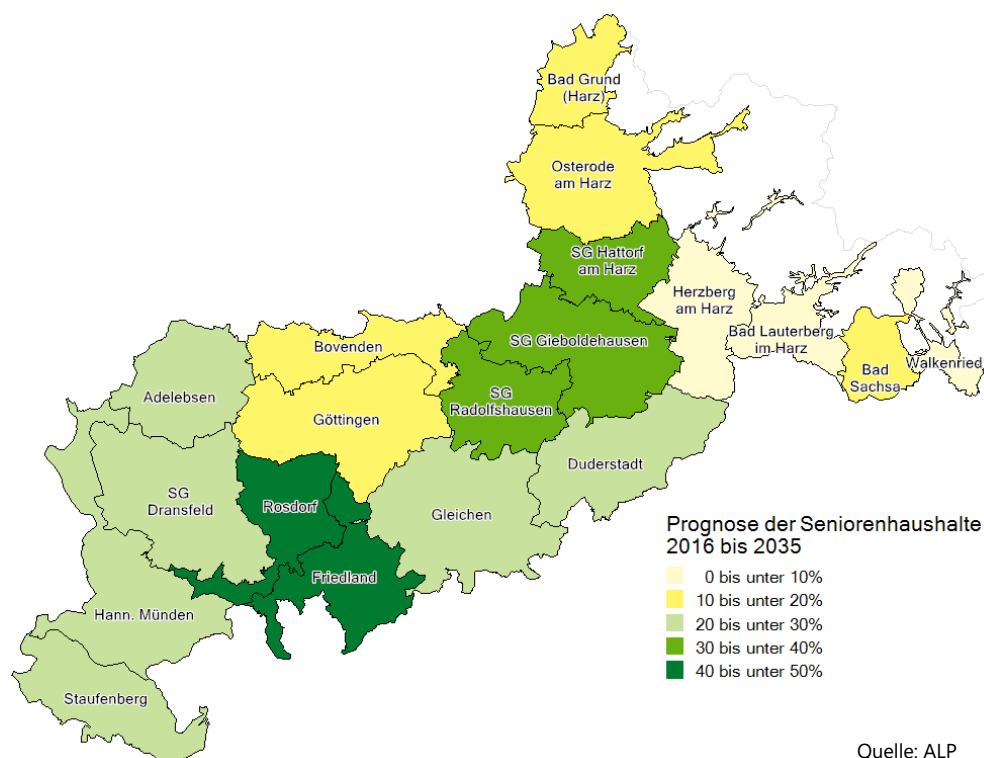 Bad Grund
(Harz)
Osterode
am Harz
SG Hattorf
am Harz
Herzberg
am Harz
Bad Lauterberg
im Harz
Walkenried
Bad
Sachsa
SG Gieboldehausen
Bovenden
SG
Radolfshausen
Adelebsen
Göttingen
Duderstadt
SG
Dransfeld
Rosdorf
Gleichen
Friedland
Hann. Münden
Staufenberg
Prognose der Seniorenhaushalte
2016 bis 2035
0 bis unter 10%
10 bis unter 20%
20 bis unter 30%
30 bis unter 40%
40 bis unter 50%
Quelle: ALP